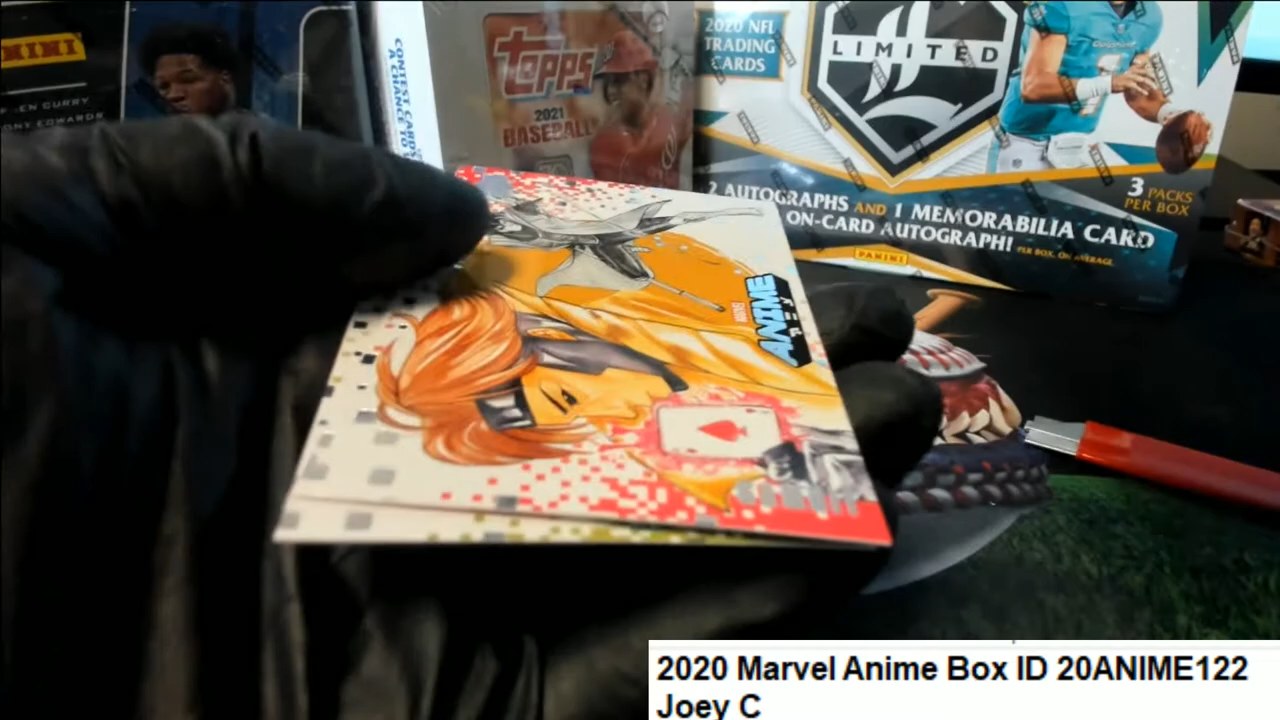 PANINI
EN CURRY
ONY EDWARDS
CONTEST CARDS
A CHANCE TO
Topps
2021
BASEBALL
2020 NFL
TRADING
CARDS
LIMITED
Dolphins
2 AUTOGRAPHS AND 1 MEMORABILIA CARD
ON-CARD AUTOGRAPH! PER BOX, ON AVERAGE.
3 PACKS
PER BOX
PANINI
MARVEL
ANIME
2020 Marvel Anime Box ID 20ANIME122
Joey C